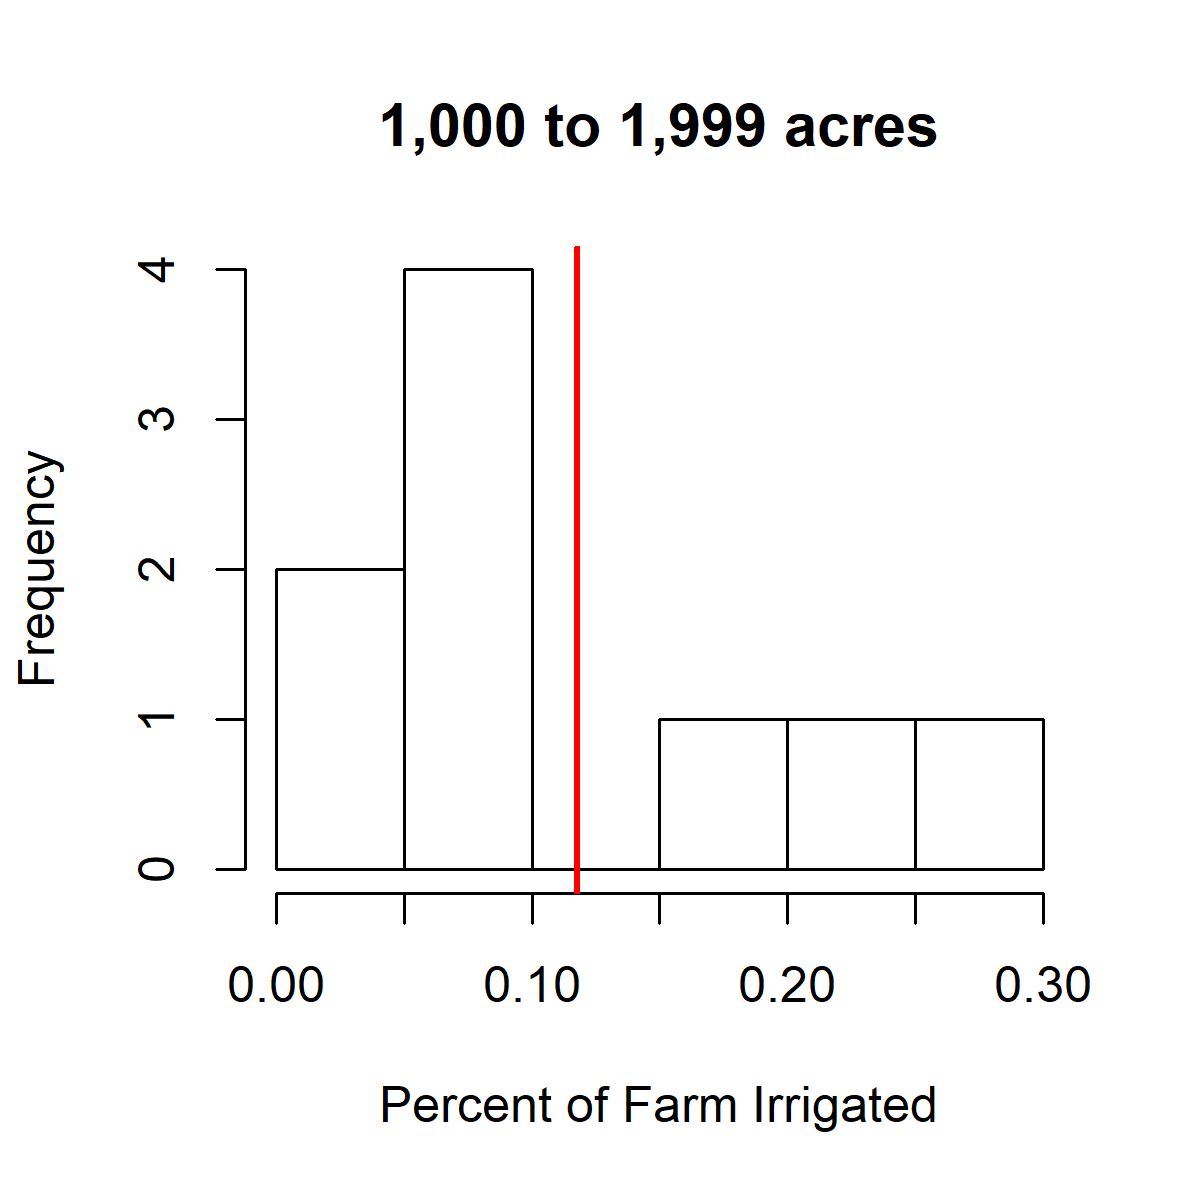 1,000 to 1,999 acres
4
3
2
1
0
Frequency
0.00 0.10 0.20 0.30
Percent of Farm Irrigated